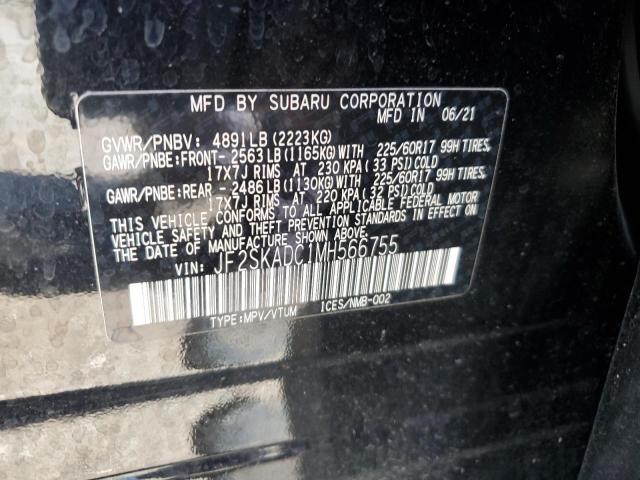 MFD BY SUBARU CORPORATION
MFD IN 06/21
GVWR/PNBV: 4891LB(2223KG)
GAWR/PNBE:FRONT- 2563LB(1165KG)WITH 225/60R17 99H TIRES,
17X7J RIMS AT 230 KPA(33 PSI)COLD
GAWR/PNBE:REAR - 2486LB(1130KG)WITH 225/60R17 99H TIRES,
17X7J RIMS AT 220 KPA(32 PSI)COLD
THIS VEHICLE CONFORMS TO ALL APPLICABLE FEDERAL MOTOR
VEHICLE SAFETY AND THEFT PREVENTION STANDARDS IN EFFECT ON
THE DATE OF MANUFACTURE SHOWN ABOVE.
VIN: JF2SKADC1MH566755
TYPE:MPV/VTUM ICES/NMB-002